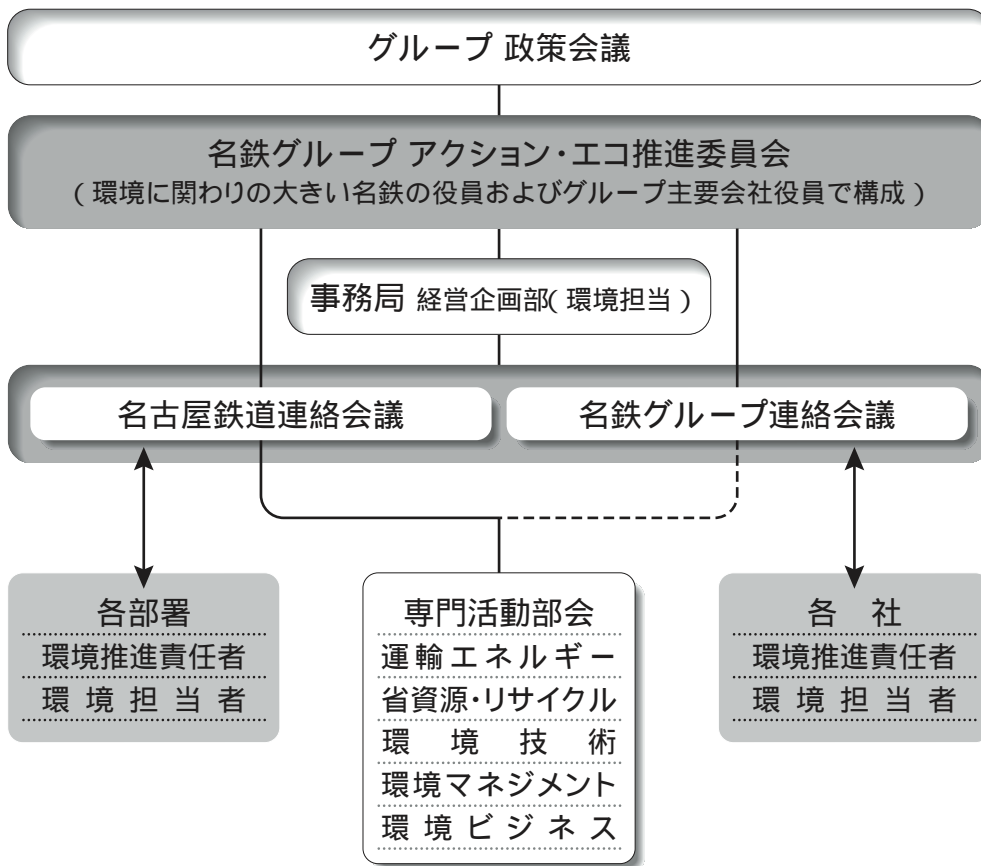 グループ 政策会議
名鉄グループ アクション・エコ推進委員会
(環境に関わりの大きい名鉄の役員およびグループ主要会社役員で構成)
事務局 経営企画部(環境担当)
名古屋鉄道連絡会議
名鉄グループ連絡会議
各部署
環境推進責任者
環境担当者
専門活動部会
運輸エネルギー
省資源・リサイクル
環境技術
環境マネジメント
環境ビジネス
各社
環境推進責任者
環境担当者